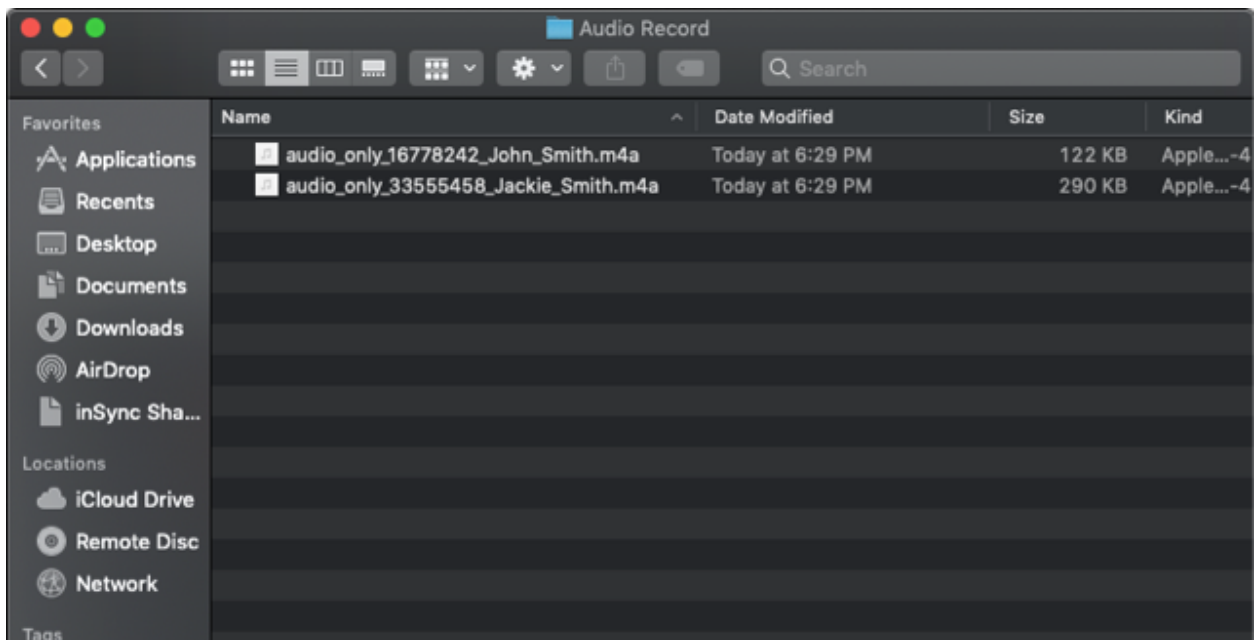 Audio Record
Search
Favorites
Applications
Recents
Desktop
Documents
Downloads
AirDrop
inSync Sha...
Locations
iCloud Drive
Remote Disc
Network
Tags
Name Date Modified Size Kind
audio_only_16778242_John_Smith.m4a Today at 6:29 PM 122 KB Apple...-4
audio_only_33555458_Jackie_Smith.m4a Today at 6:29 PM 290 KB Apple...-4